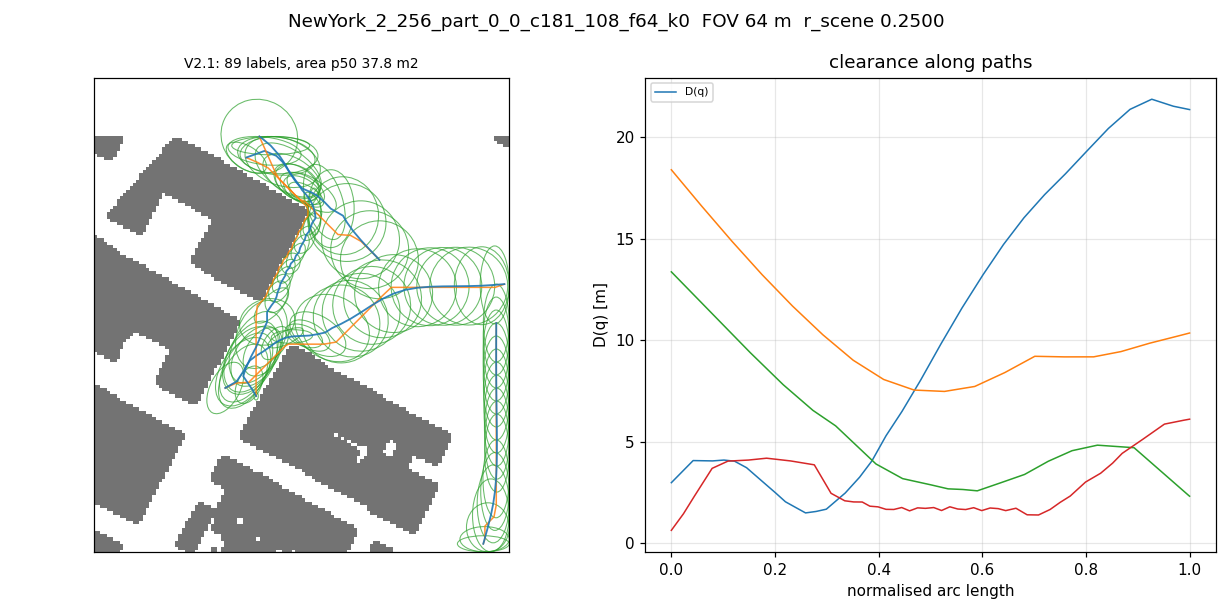 NewYork_2_256_part_0_0_c181_108_f64_k0  FOV 64 m  r_scene 0.2500
V2.1: 89 labels, area p50 37.8 m2
clearance along paths
D(q)
D(q) [m]
20
15
10
5
0
0.0 0.2 0.4 0.6 0.8 1.0
normalised arc length